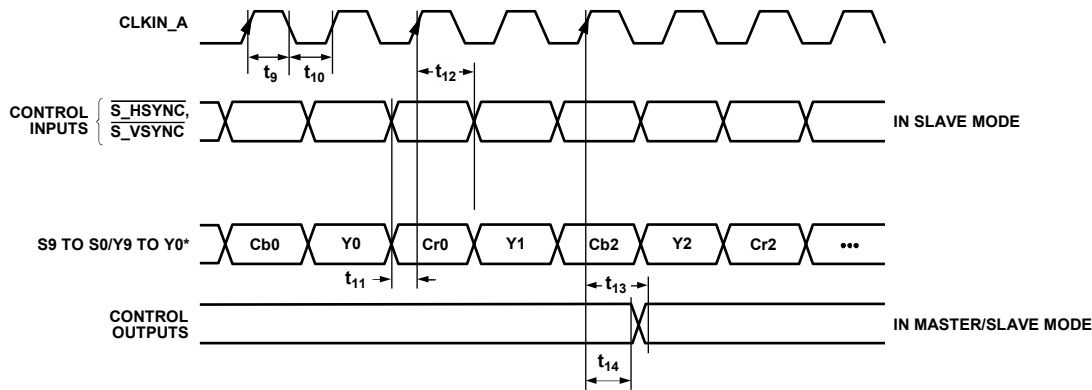 CLKIN_A
t9
t10
t12
CONTROL
INPUTS
S_HSYNC,
S_VSYNC
IN SLAVE MODE
S9 TO S0/Y9 TO Y0*
Cb0
Y0
Cr0
Y1
Cb2
Y2
Cr2
•••
t11
t13
CONTROL
OUTPUTS
IN MASTER/SLAVE MODE
t14